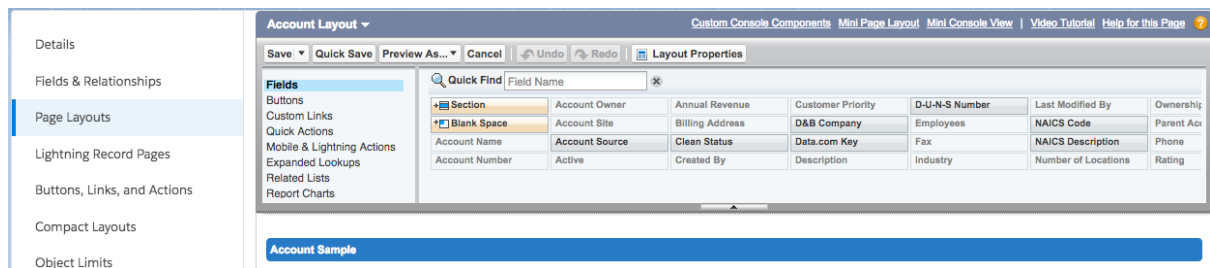 Details
Fields & Relationships
Page Layouts
Lightning Record Pages
Buttons, Links, and Actions
Compact Layouts
Object Limits
Account Layout
Custom Console Components Mini Page Layout Mini Console View | Video Tutorial Help for this Page ?
Save Quick Save Preview As... Cancel Undo Redo Layout Properties
Fields
Buttons
Custom Links
Quick Actions
Mobile & Lightning Actions
Expanded Lookups
Related Lists
Report Charts
Quick Find Field Name
Section Account Owner Annual Revenue Customer Priority D-U-N-S Number Last Modified By Ownership
Blank Space Account Site Billing Address D&B Company Employees NAICS Code Parent Acc
Account Name Account Source Clean Status Data.com Key Fax NAICS Description Phone
Account Number Active Created By Description Industry Number of Locations Rating
Account Sample